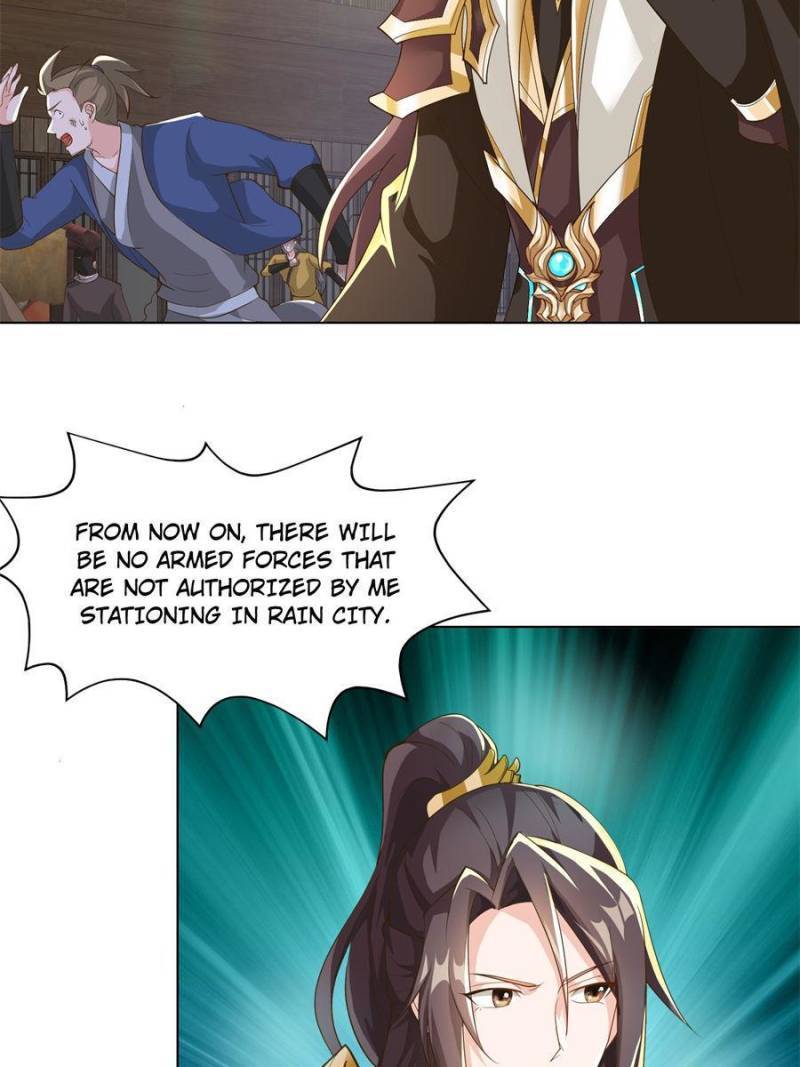 FROM NOW ON, THERE WILL
BE NO ARMED FORCES THAT
ARE NOT AUTHORIZED BY ME
STATIONING IN RAIN CITY.